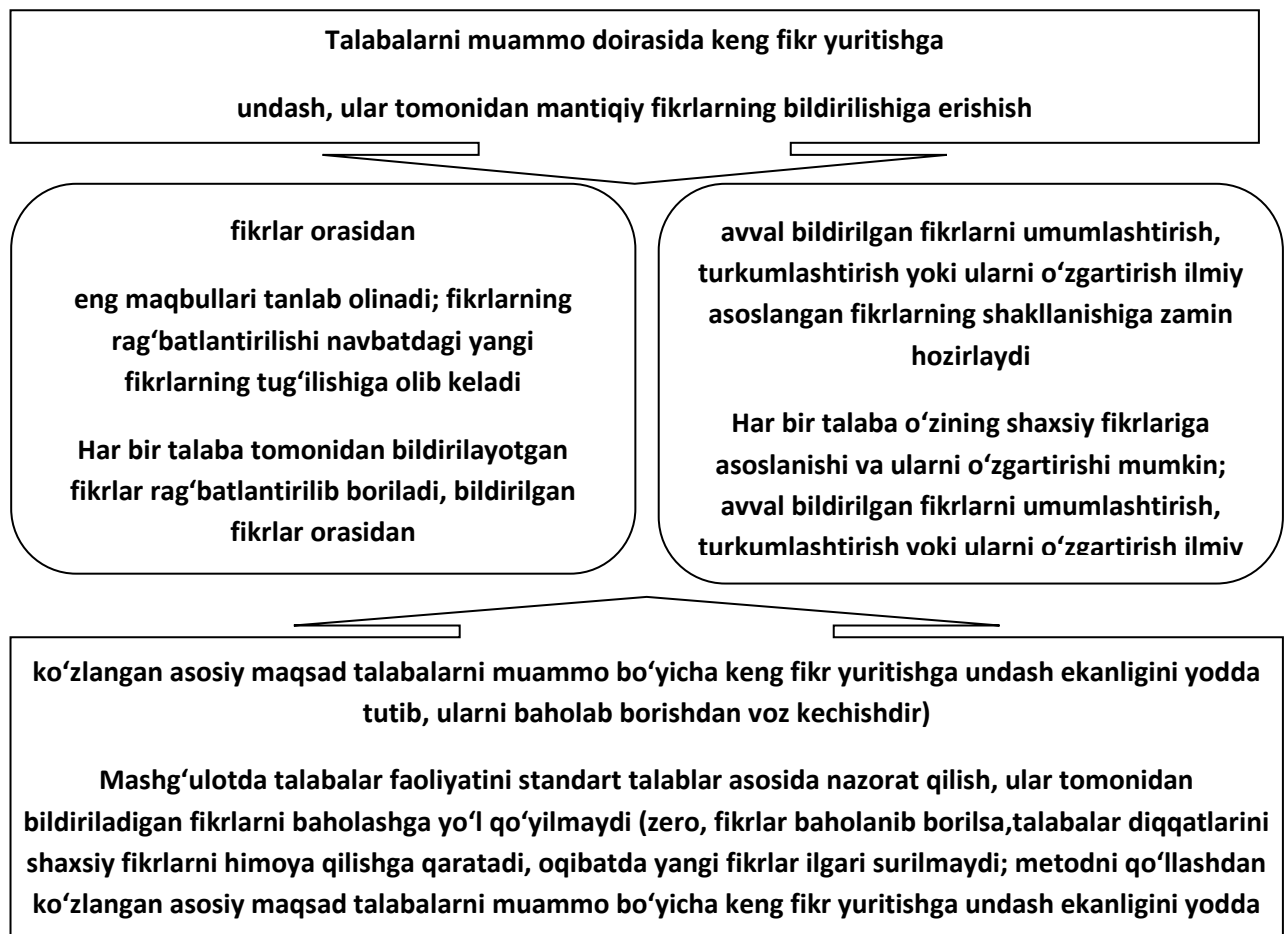 Talabalarni muammo doirasida keng fikr yuritishga
undash, ular tomonidan mantiqiy fikrlarning bildirilishiga erishish
fikrlar orasidan
eng maqbullari tanlab olinadi; fikrlarning
rag‘batlantirilishi navbatdagi yangi
fikrlarning tug‘ilishiga olib keladi
Har bir talaba tomonidan bildirilayotgan
fikrlar rag‘batlantirilib boriladi, bildirilgan
fikrlar orasidan
avval bildirilgan fikrlarni umumlashtirish,
turkumlashtirish yoki ularni o‘zgartirish ilmiy
asoslangan fikrlarning shakllanishiga zamin
hozirlaydi
Har bir talaba o‘zining shaxsiy fikrlariga
asoslanishi va ularni o‘zgartirishi mumkin;
avval bildirilgan fikrlarni umumlashtirish,
turkumlashtirish yoki ularni o‘zgartirish ilmiy
ko‘zlangan asosiy maqsad talabalarni muammo bo‘yicha keng fikr yuritishga undash ekanligini yodda
tutib, ularni baholab borishdan voz kechishdir)
Mashg‘ulotda talabalar faoliyatini standart talablar asosida nazorat qilish, ular tomonidan
bildiriladigan fikrlarni baholashga yo‘l qo‘yilmaydi (zero, fikrlar baholanib borilsa,talabalar diqqatlarini
shaxsiy fikrlarni himoya qilishga qaratadi, oqibatda yangi fikrlar ilgari surilmaydi; metodni qo‘llashdan
ko‘zlangan asosiy maqsad talabalarni muammo bo‘yicha keng fikr yuritishga undash ekanligini yodda